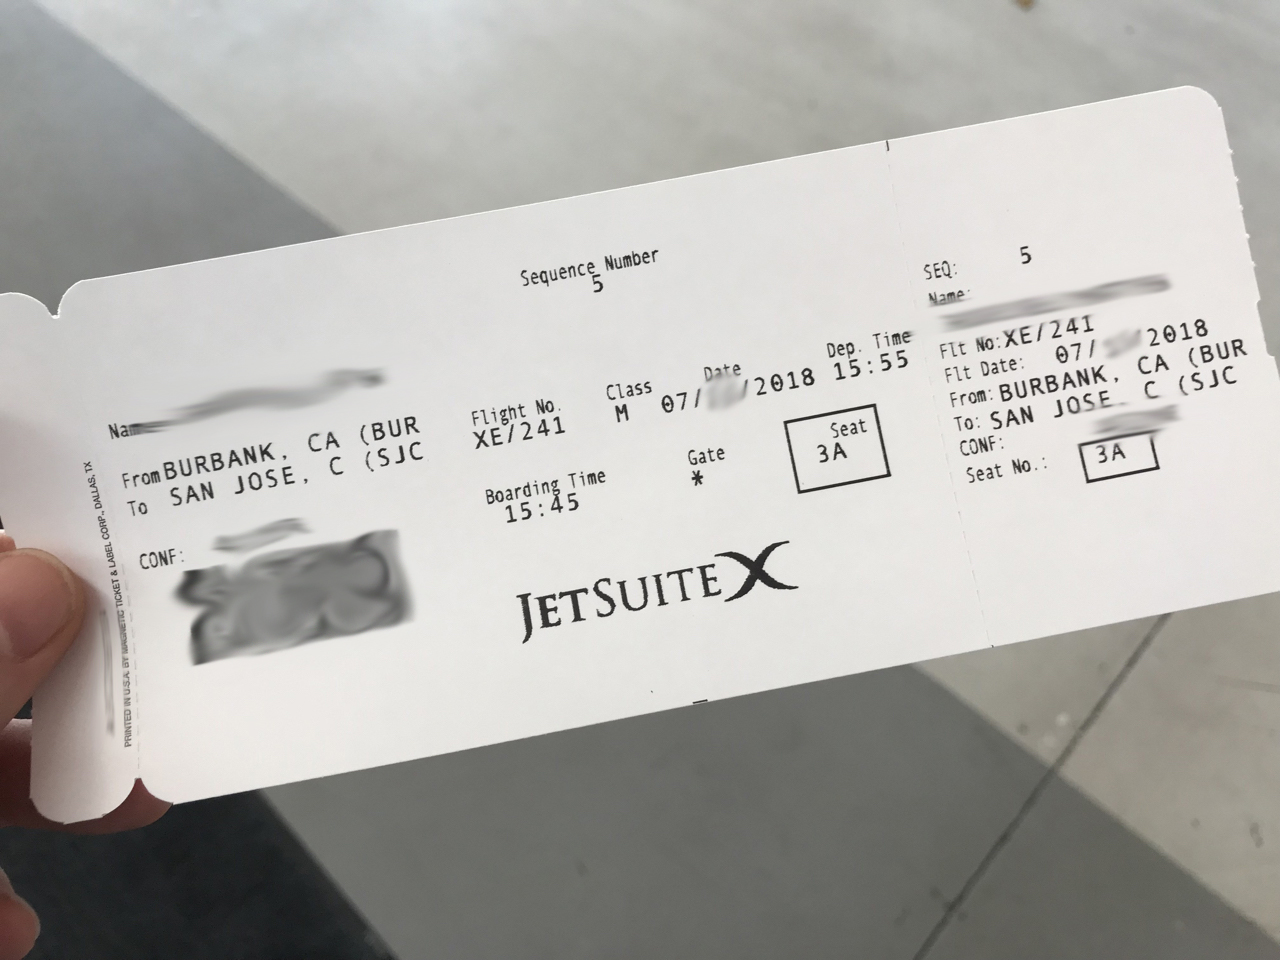 Sequence Number
5
From BURBANK, CA (BUR
To SAN JOSE, C (SJC
CONF:
Flight No.
XE/241
Class
M
Date
07/ /2018
Dep. Time
15:55
Boarding Time
15:45
Gate
*
Seat
3A
JETSUITEX
PRINTED IN U.S.A. BY MAGNETIC TICKET & LABEL CORP., DALLAS, TX
SEQ: 5
Name:
Flt No:XE/241
Flt Date: 07/ 2018
From: BURBANK, CA (BUR
To: SAN JOSE, C (SJC
CONF:
Seat No.: 3A